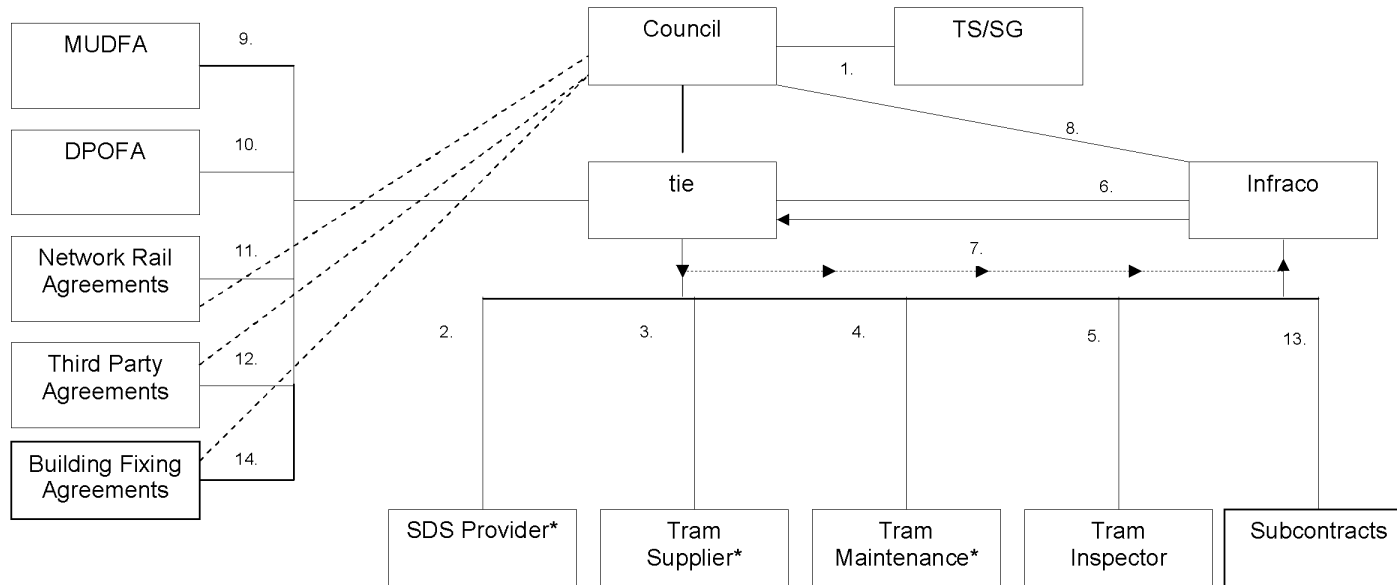 MUDFA
9.
Council
TS/SG
1.
DPOFA
10.
8.
tie
6.
Infraco
Network Rail
Agreements
11.
7.
Third Party
Agreements
12.
2.
3.
4.
5.
13.
Building Fixing
Agreements
14.
SDS Provider*
Tram
Supplier*
Tram
Maintenance*
Tram
Inspector
Subcontracts